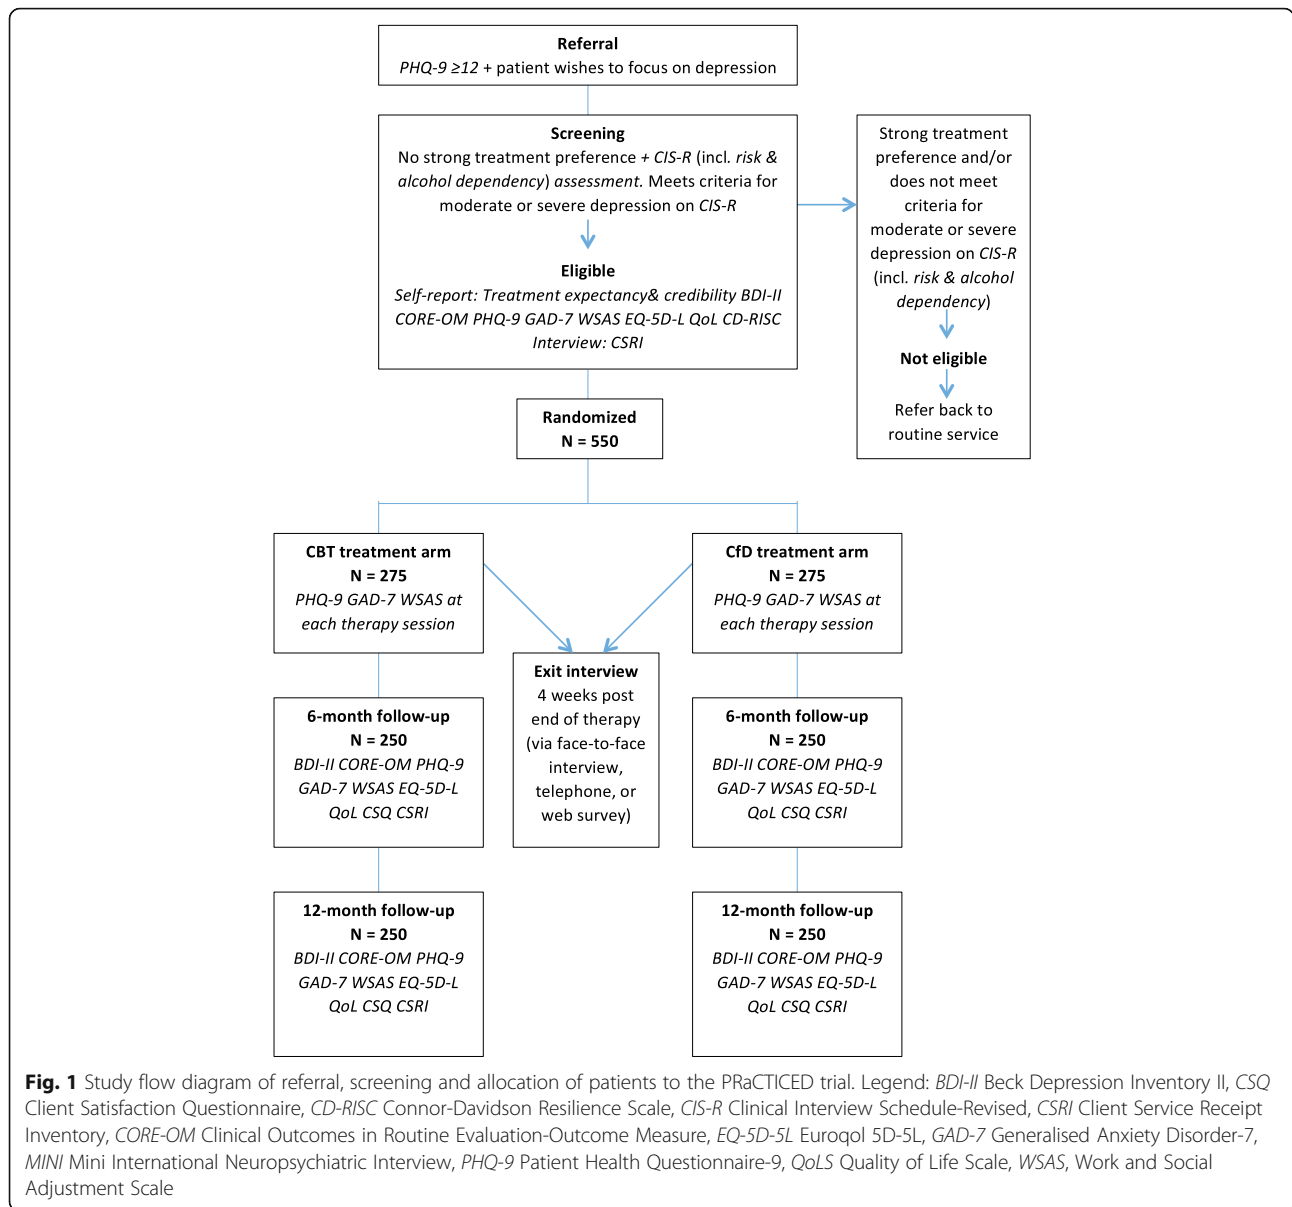 Referral
PHQ-9 ≥12 + patient wishes to focus on depression
Screening
No strong treatment preference + CIS-R (incl. risk &
alcohol dependency) assessment. Meets criteria for
moderate or severe depression on CIS-R
Eligible
Self-report: Treatment expectancy& credibility BDI-II
CORE-OM PHQ-9 GAD-7 WSAS EQ-5D-L QoL CD-RISC
Interview: CSRI
Strong treatment
preference and/or
does not meet
criteria for
moderate or severe
depression on CIS-R
(incl. risk & alcohol
dependency)
Not eligible
Refer back to
routine service
Randomized
N = 550
CBT treatment arm
N = 275
PHQ-9 GAD-7 WSAS at
each therapy session
CfD treatment arm
N = 275
PHQ-9 GAD-7 WSAS at
each therapy session
Exit interview
4 weeks post
end of therapy
(via face-to-face
interview,
telephone, or
web survey)
6-month follow-up
N = 250
BDI-II CORE-OM PHQ-9
GAD-7 WSAS EQ-5D-L
QoL CSQ CSRI
6-month follow-up
N = 250
BDI-II CORE-OM PHQ-9
GAD-7 WSAS EQ-5D-L
QoL CSQ CSRI
12-month follow-up
N = 250
BDI-II CORE-OM PHQ-9
GAD-7 WSAS EQ-5D-L
QoL CSQ CSRI
12-month follow-up
N = 250
BDI-II CORE-OM PHQ-9
GAD-7 WSAS EQ-5D-L
QoL CSQ CSRI
Fig. 1 Study flow diagram of referral, screening and allocation of patients to the PRaCTICED trial. Legend: BDI-II Beck Depression Inventory II, CSQ
Client Satisfaction Questionnaire, CD-RISC Connor-Davidson Resilience Scale, CIS-R Clinical Interview Schedule-Revised, CSRI Client Service Receipt
Inventory, CORE-OM Clinical Outcomes in Routine Evaluation-Outcome Measure, EQ-5D-5L Euroqol 5D-5L, GAD-7 Generalised Anxiety Disorder-7,
MINI Mini International Neuropsychiatric Interview, PHQ-9 Patient Health Questionnaire-9, QoLS Quality of Life Scale, WSAS, Work and Social
Adjustment Scale